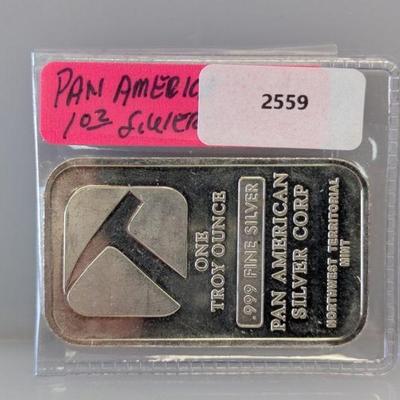 PAN AMERIC
1oz SILVER
2559
ONE
TROY OUNCE
.999 FINE SILVER
PAN AMERICAN
SILVER CORP
NORTHWEST TERRITORIAL
MINT